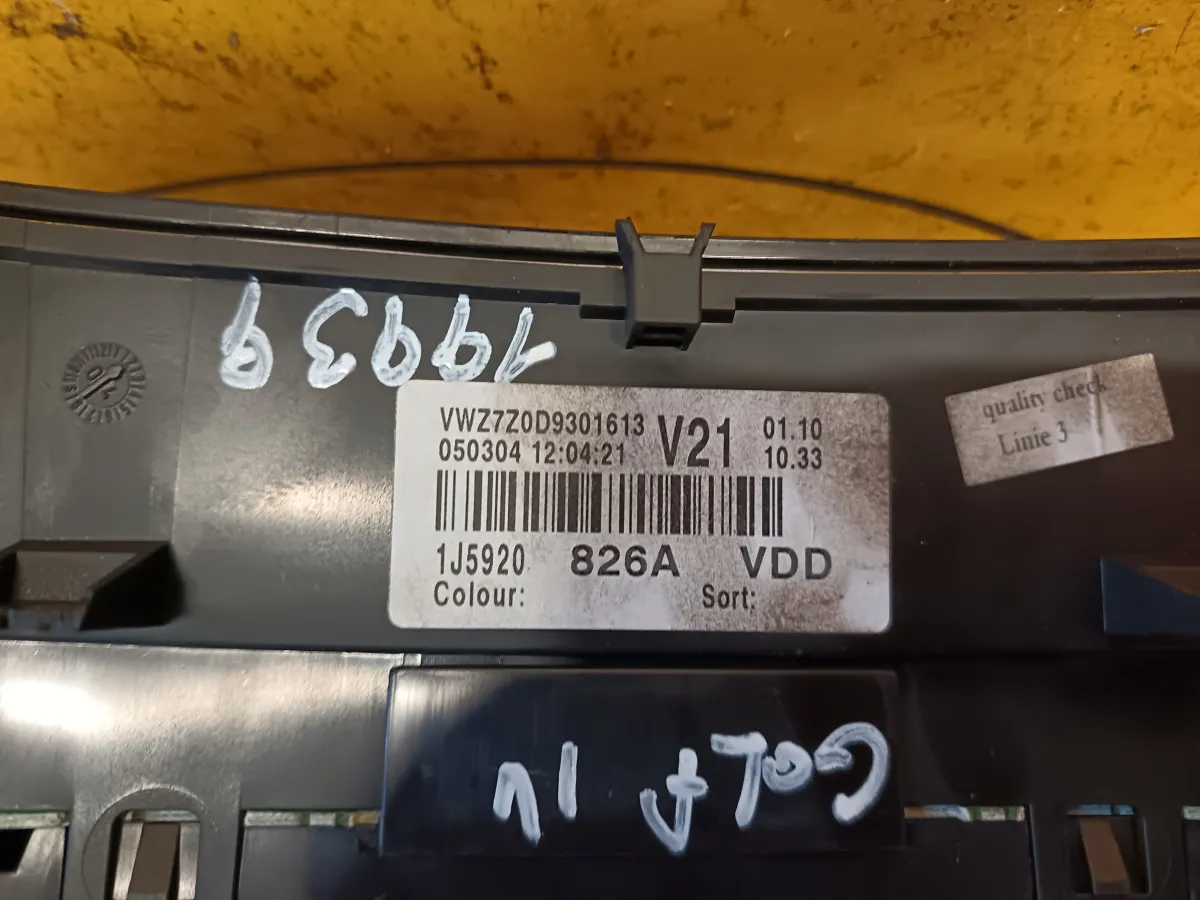 19939
VWZ7Z0D9301613 V21 01.10
050304 12:04:21 10.33
1J5920 826A VDD
Colour: Sort:
quality check
Linie 3
GOLF IV